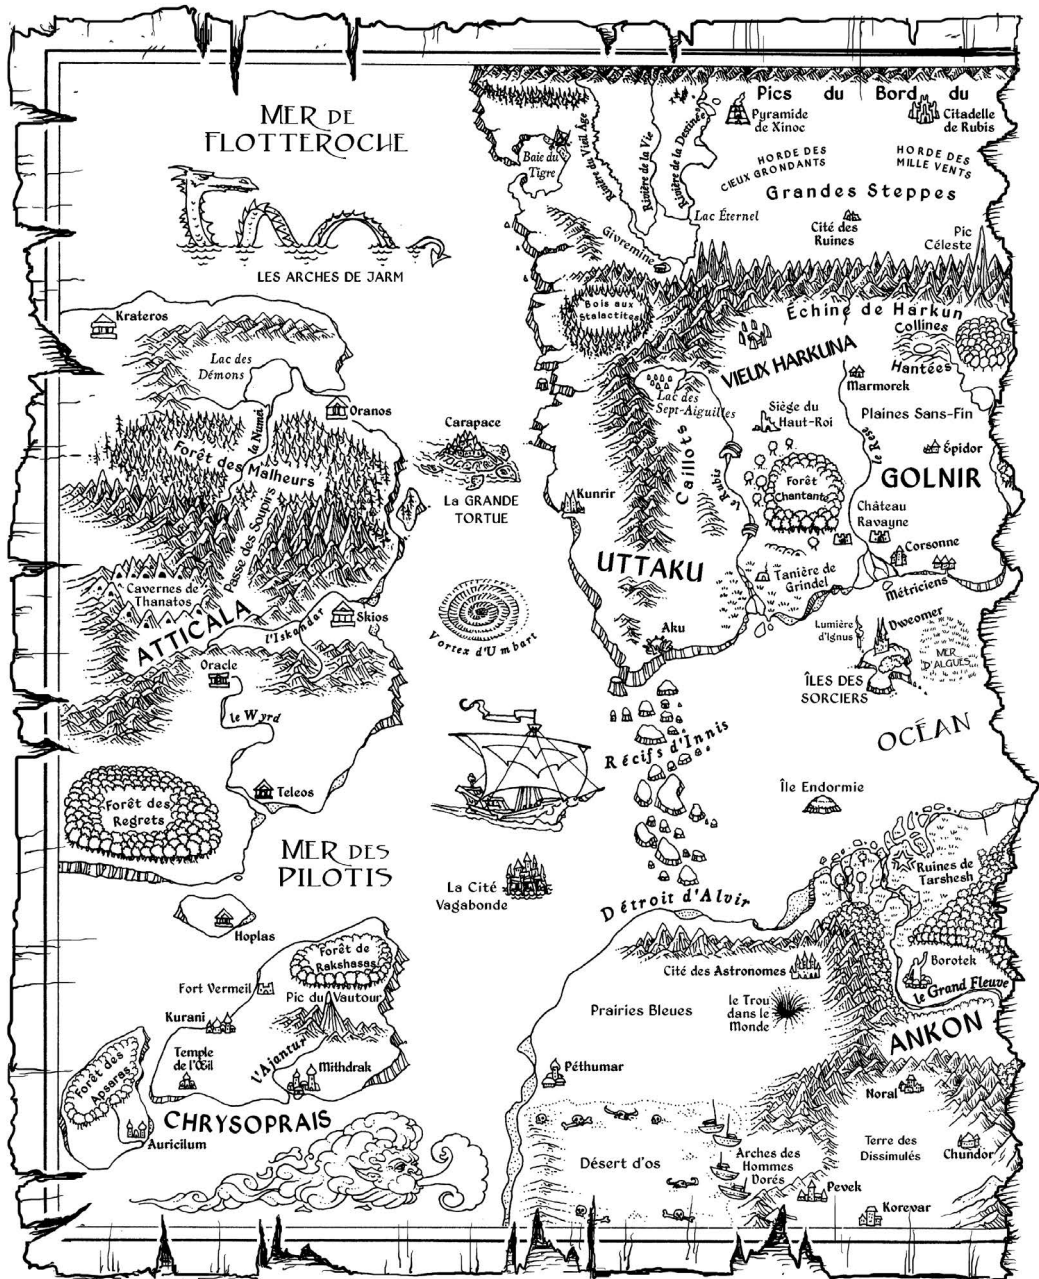 MER DE
FLOTTEROCHE
LES ARCHES DE JARM
Pics du Bord du
Pyramide
de Xinoc
Citadelle
de Rubis
HORDE DES
CIEUX GRONDANTS
HORDE DES
MILLE VENTS
Grandes Steppes
Baie du
Tigre
Rivière du Vieil Âge
Rivière de la Vie
Rivière de la Destinée
Lac Éternel
Cité des
Ruines
Pic
Céleste
Givremine
Bois aux
Stalactites
Échine de Harkun
Collines
Hantées
VIEUX HARKUNA
Krateros
Lac des
Démons
Oranos
la Numei
Forêt des Malheurs
Passe des Soupirs
Cavernes de
Thanatos
ATTICALA
l'Iskandar
Skios
Oracle
le Wyrd
Teleos
Forêt des
Regrets
Carapace
LA GRANDE
TORTUE
Vortex d'Umbart
Lac des
Sept-Aiguilles
Marmorek
Siège du
Haut-Roi
Plaines Sans-Fin
Caillots
le Rubis
le Rese
Épidor
GOLNIR
Forêt
Chantante
Kunrir
Château
Ravayne
Corsonne
UTTAKU
Tanière de
Grindel
Métriciens
Aku
Lumière
d'Ignus
Dweomer
MER
D'ALGUES
ÎLES DES
SORCIERS
OCÉAN
Récifs d'Innis
Île Endormie
MER DES
PILOTIS
La Cité
Vagabonde
Détroit d'Alvir
Ruines de
Tarshesh
Hoplas
Forêt de
Rakshasas
Fort Vermeil
Pic du Vautour
Kurani
Temple
de l'Œil
l'Ajantur
Mithdrak
Forêt des
Apsaras
Auricilum
CHRYSOPRAIS
Cité des Astronomes
Borotek
le Grand Fleuve
Prairies Bleues
le Trou
dans le
Monde
ANKON
Péthumar
Noral
Désert d'os
Arches des
Hommes
Dorés
Terre des
Dissimulés
Chundor
Pevek
Korevar